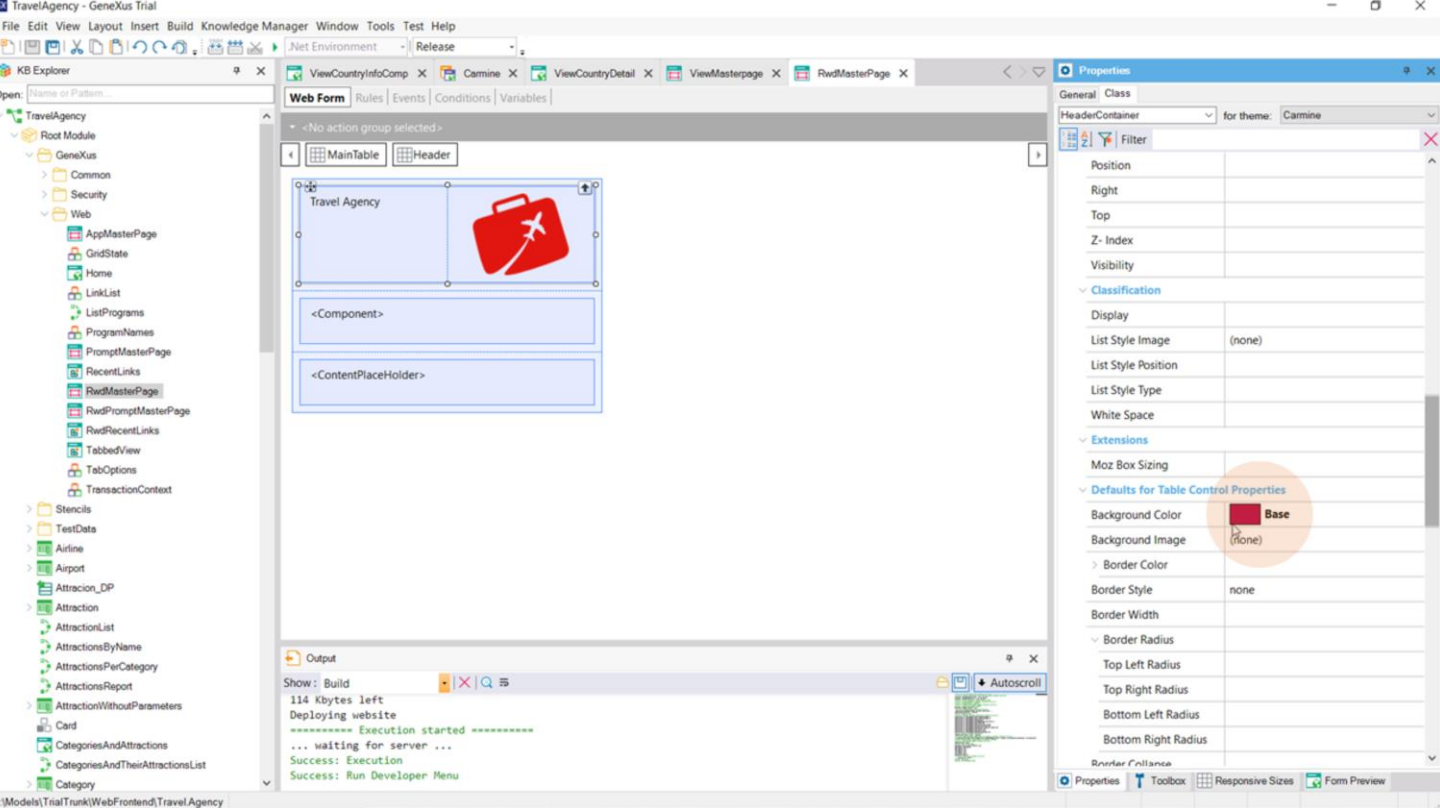 TravelAgency - GeneXus Trial
File Edit View Layout Insert Build Knowledge Manager Window Tools Test Help
.Net Environment Release
KB Explorer
Open: Name or Pattern...
TravelAgency
Root Module
GeneXus
Common
Security
Web
AppMasterPage
GridState
Home
LinkList
ListPrograms
ProgramNames
PromptMasterPage
RecentLinks
RwdMasterPage
RwdPromptMasterPage
RwdRecentLinks
TabbedView
TabOptions
TransactionContext
Stencils
TestData
Airline
Airport
Attracion_DP
Attraction
AttractionList
AttractionsByName
AttractionsPerCategory
AttractionsReport
AttractionWithoutParameters
Card
CategoriesAndAttractions
CategoriesAndTheirAttractionsList
Category
ViewCountryInfoComp Carmine ViewCountryDetail ViewMasterpage RwdMasterPage
Web Form Rules Events Conditions Variables
<No action group selected>
MainTable Header
Travel Agency
<Component>
<ContentPlaceHolder>
Output
Show: Build Autoscroll
114 Kbytes left
Deploying website
========== Execution started ==========
... waiting for server ...
Success: Execution
Success: Run Developer Menu
Properties
General Class
HeaderContainer for theme: Carmine
Filter
Position
Right
Top
Z- Index
Visibility
Classification
Display
List Style Image (none)
List Style Position
List Style Type
White Space
Extensions
Moz Box Sizing
Defaults for Table Control Properties
Background Color Base
Background Image (none)
Border Color
Border Style none
Border Width
Border Radius
Top Left Radius
Top Right Radius
Bottom Left Radius
Bottom Right Radius
Border Collapse
Properties Toolbox Responsive Sizes Form Preview
:\Models\TrialTrunk\WebFrontend\Travel.Agency